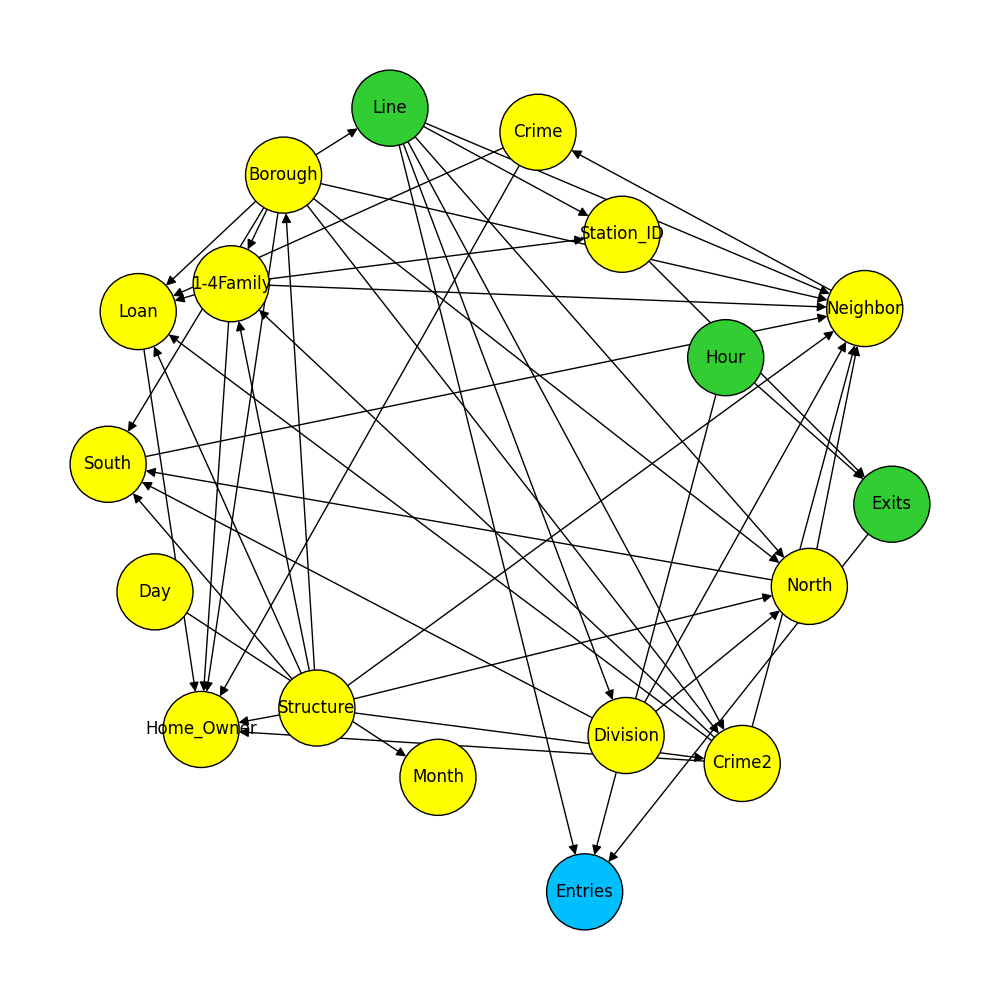 Line
Crime
Borough
Station_ID
1-4Family
Loan
Neighbor
Hour
South
Exits
Day
North
Structure
Home_Owner
Division
Month
Crime2
Entries